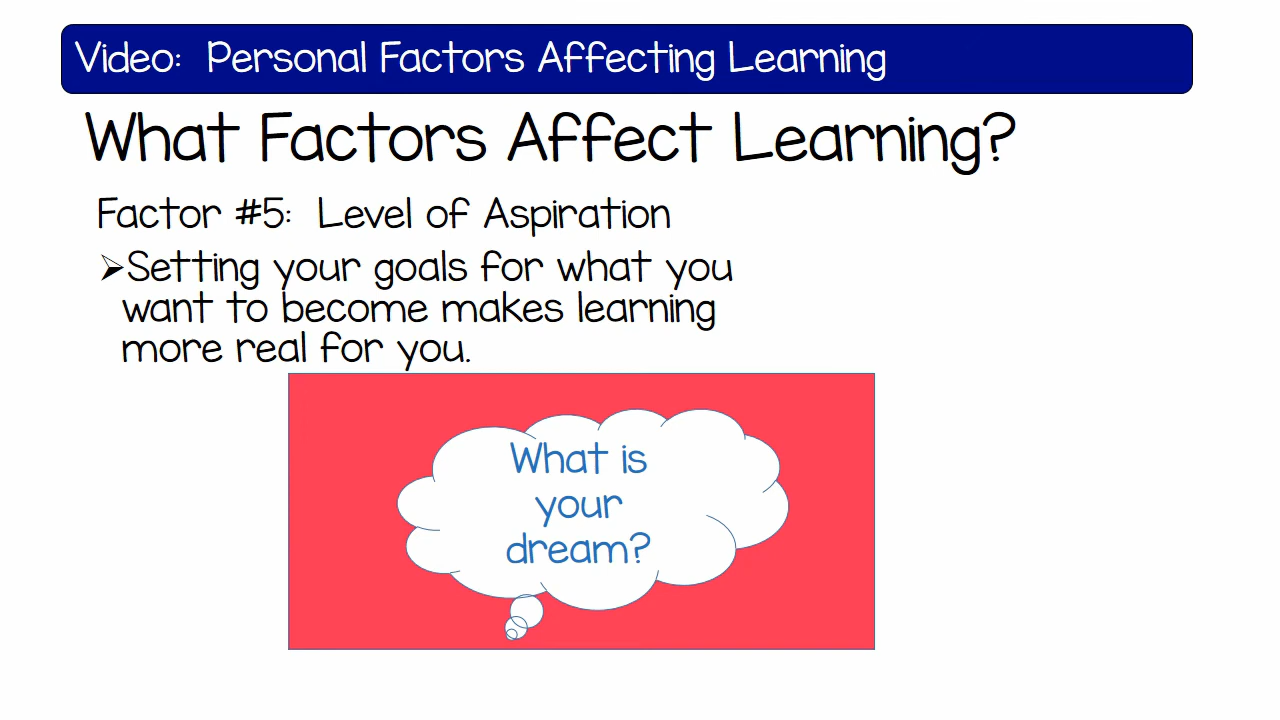 Video:  Personal Factors Affecting Learning
What Factors Affect Learning?
Factor #5:  Level of Aspiration
➢Setting your goals for what you
want to become makes learning
more real for you.
What is
your
dream?